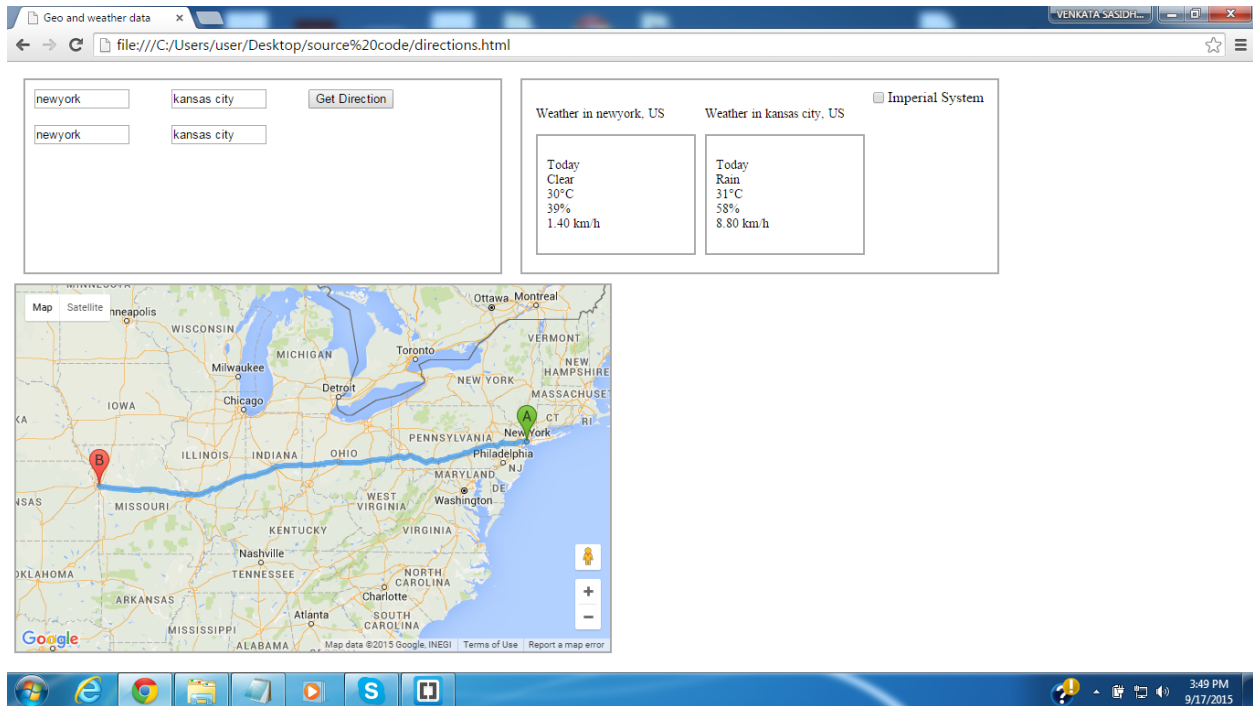 Geo and weather data
VENKATA SASIDH...
file:///C:/Users/user/Desktop/source%20code/directions.html
newyork
kansas city
Get Direction
newyork
kansas city
Imperial System
Weather in newyork, US
Weather in kansas city, US
Today
Clear
30°C
39%
1.40 km/h
Today
Rain
31°C
58%
8.80 km/h
Map
Satellite
nneapolis
Ottawa
Montreal
WISCONSIN
VERMONT
MICHIGAN
Toronto
NEW
HAMPSHIRE
Milwaukee
NEW YORK
Detroit
MASSACHUSE
Chicago
IOWA
A
CT
RI
KA
PENNSYLVANIA
New York
ILLINOIS
INDIANA
OHIO
Philadelphia
B
NJ
MARYLAND
DE
WEST
VIRGINIA
Washington
NSAS
MISSOURI
KENTUCKY
VIRGINIA
Nashville
TENNESSEE
NORTH
CAROLINA
OKLAHOMA
Charlotte
ARKANSAS
Atlanta
SOUTH
CAROLINA
MISSISSIPPI
ALABAMA
Google
Map data ©2015 Google, INEGI
Terms of Use
Report a map error
3:49 PM
9/17/2015